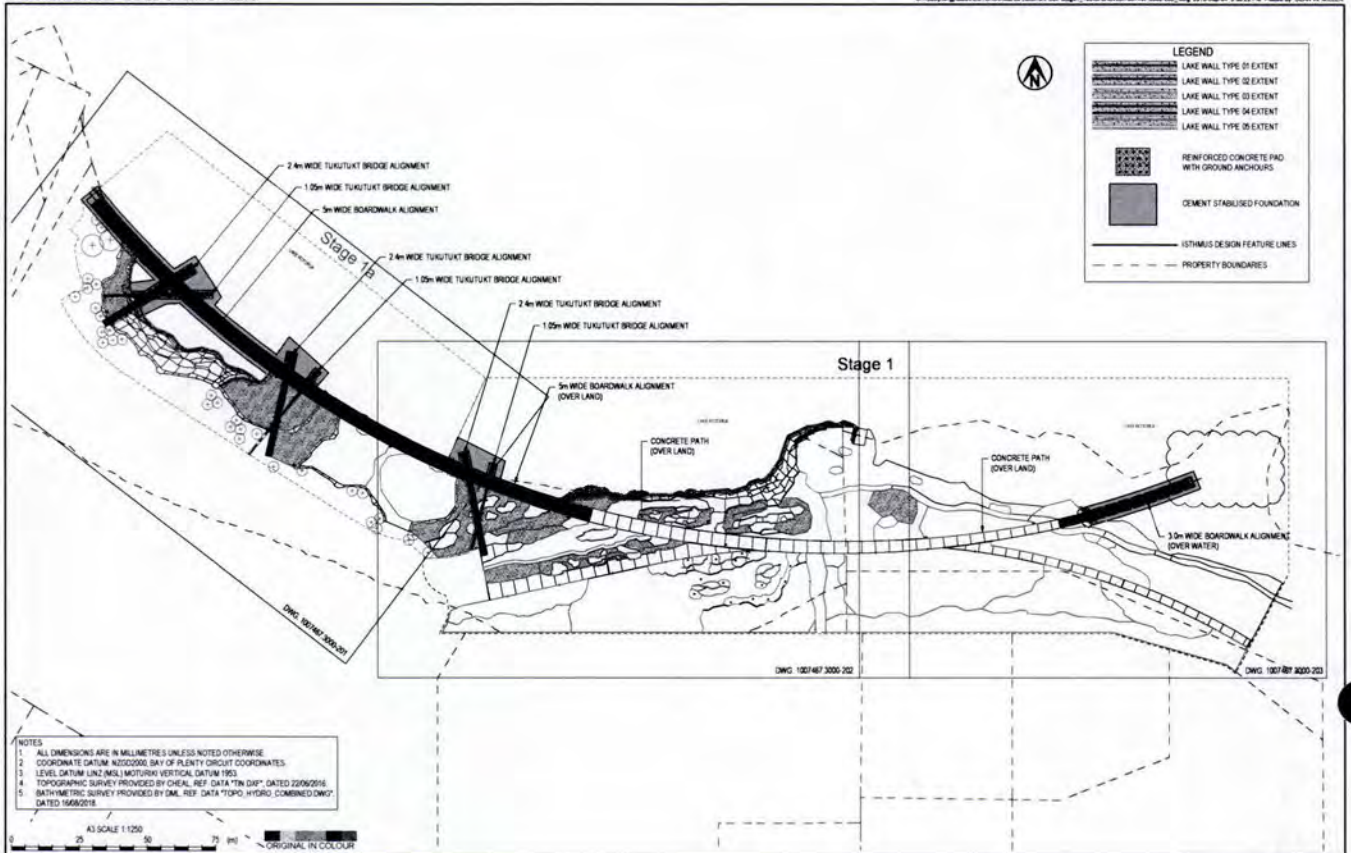 LEGEND
LAKE WALL TYPE 01 EXTENT
LAKE WALL TYPE 02 EXTENT
LAKE WALL TYPE 03 EXTENT
LAKE WALL TYPE 04 EXTENT
LAKE WALL TYPE 05 EXTENT
REINFORCED CONCRETE PAD
WITH GROUND ANCHOURS
CEMENT STABILISED FOUNDATION
ISTHMUS DESIGN FEATURE LINES
PROPERTY BOUNDARIES
N
2.4m WIDE TUKUTUKT BRIDGE ALIGNMENT
1.05m WIDE TUKUTUKT BRIDGE ALIGNMENT
5m WIDE BOARDWALK ALIGNMENT
Stage 1a
2.4m WIDE TUKUTUKT BRIDGE ALIGNMENT
1.05m WIDE TUKUTUKT BRIDGE ALIGNMENT
2.4m WIDE TUKUTUKT BRIDGE ALIGNMENT
1.05m WIDE TUKUTUKT BRIDGE ALIGNMENT
Stage 1
5m WIDE BOARDWALK ALIGNMENT
(OVER LAND)
CONCRETE PATH
(OVER LAND)
CONCRETE PATH
(OVER LAND)
3.0m WIDE BOARDWALK ALIGNMENT
(OVER WATER)
DWG. 1007467.3000-201
DWG. 1007467.3000-202
DWG. 1007467.3000-203
NOTES
1. ALL DIMENSIONS ARE IN MILLIMETRES UNLESS NOTED OTHERWISE.
2. COORDINATE DATUM: NZGD2000, BAY OF PLENTY CIRCUIT COORDINATES.
3. LEVEL DATUM: LINZ (MSL) MOTURIKI VERTICAL DATUM 1953.
4. TOPOGRAPHIC SURVEY PROVIDED BY CHEAL, REF. DATA "TIN DXF", DATED 22/06/2016.
5. BATHYMETRIC SURVEY PROVIDED BY DML, REF. DATA "TOPO_HYDRO_COMBINED.DWG",
DATED 16/08/2018.
A3 SCALE 1:1250
0 25 50 75 (m)
ORIGINAL IN COLOUR